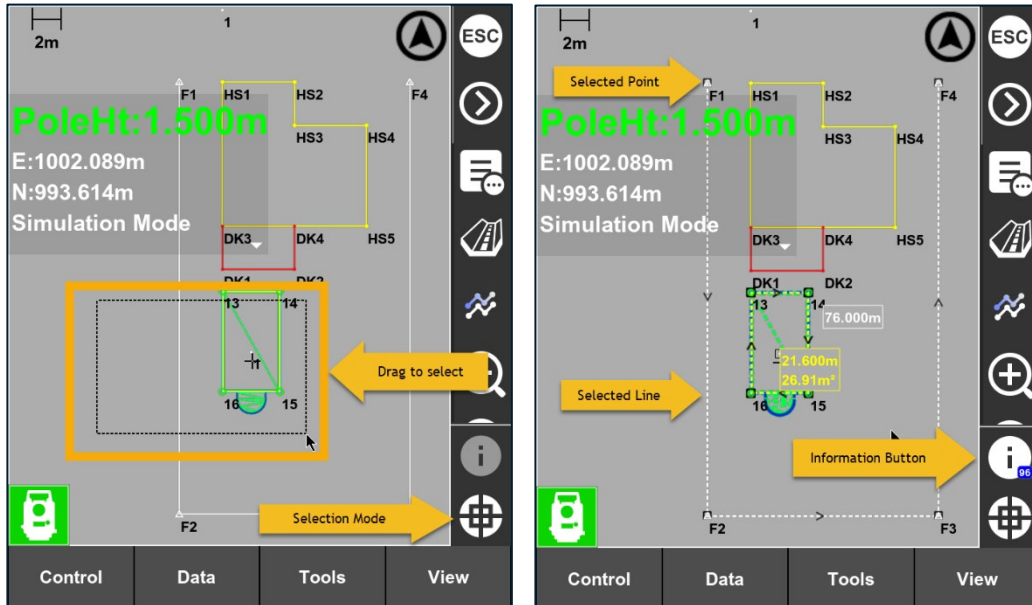 2m
1
ESC
F1
HS1
HS2
F4
PoleHt:1.500m
HS3
HS4
E:1002.089m
N:993.614m
Simulation Mode
DK3
DK4
HS5
DK1
DK2
13
14
Drag to select
16
15
Selection Mode
F2
Control
Data
Tools
View
2m
1
ESC
Selected Point
F1
HS1
HS2
F4
PoleHt:1.500m
HS3
HS4
E:1002.089m
N:993.614m
Simulation Mode
DK3
DK4
HS5
DK1
DK2
13
14
76.000m
21.600m
26.91m²
Selected Line
16
15
Information Button
96
F2
F3
Control
Data
Tools
View